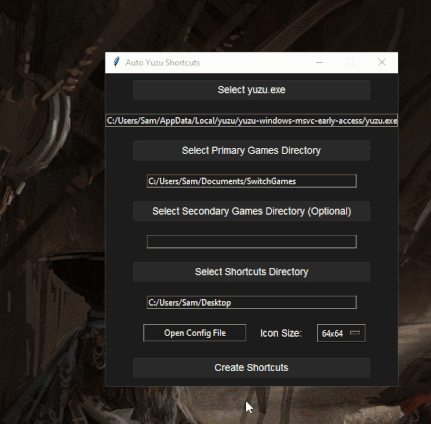 Auto Yuzu Shortcuts
Select yuzu.exe
C:/Users/Sam/AppData/Local/yuzu/yuzu-windows-msvc-early-access/yuzu.exe
Select Primary Games Directory
C:/Users/Sam/Documents/SwitchGames
Select Secondary Games Directory (Optional)
Select Shortcuts Directory
C:/Users/Sam/Desktop
Open Config File Icon Size: 64x64
Create Shortcuts